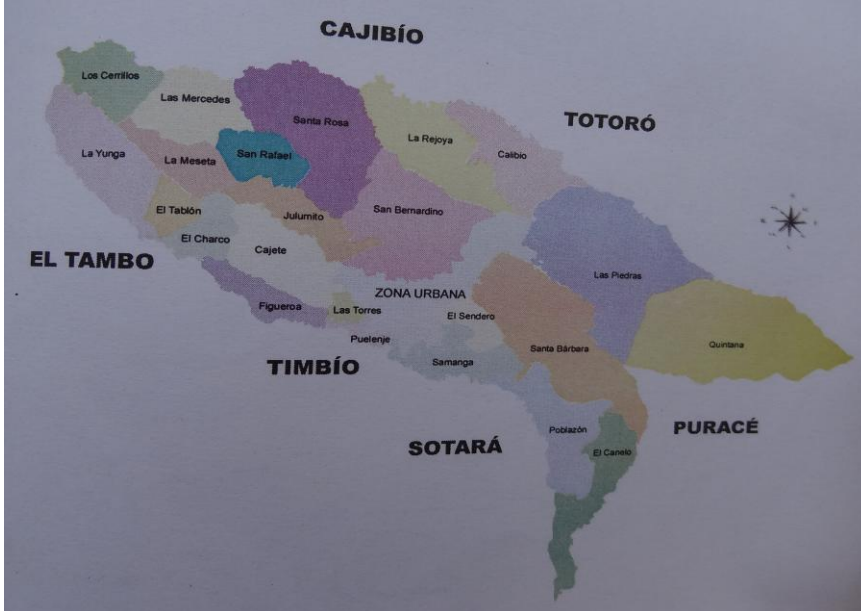 CAJIBÍO
Los Cerrillos
Las Mercedes
Santa Rosa
TOTORÓ
La Rejoya
La Yunga
La Meseta
San Rafael
Calibio
El Tablón
Julumito
San Bernardino
El Charco
Cajete
EL TAMBO
Las Piedras
ZONA URBANA
Figueroa
Las Torres
El Sendero
Puelenje
Santa Bárbara
Quintana
TIMBÍO
Samanga
Poblazón
PURACÉ
SOTARÁ
El Canelo